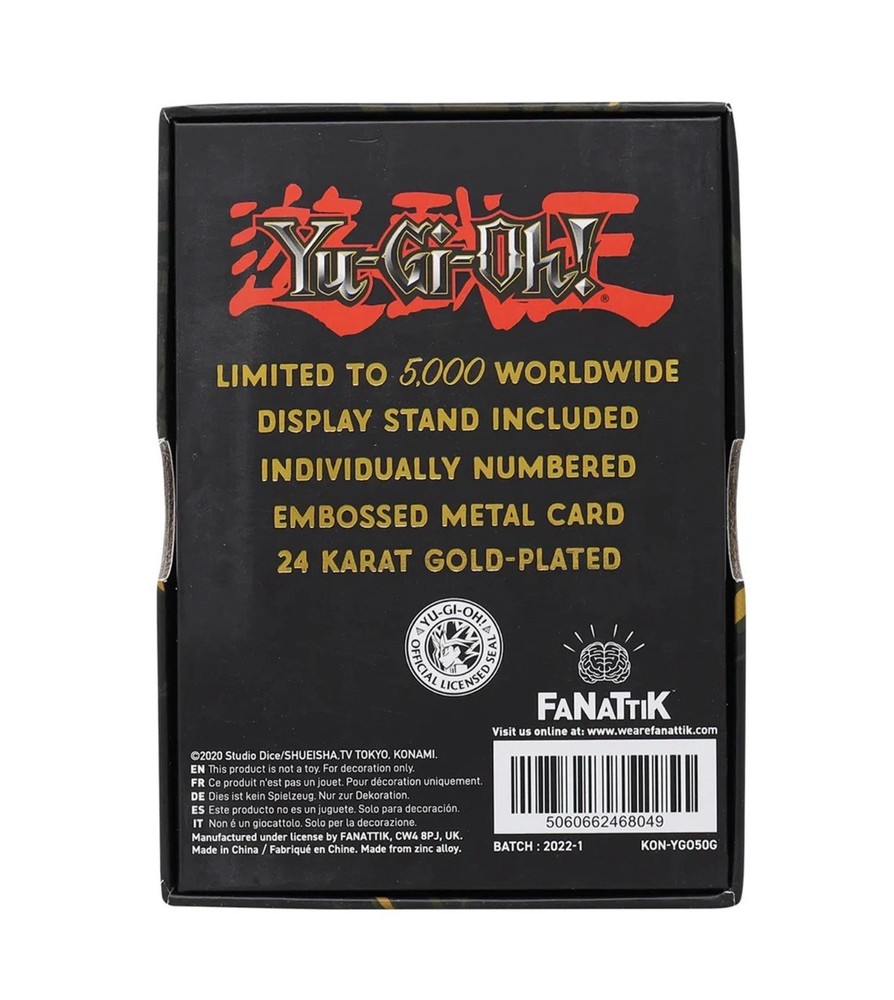 遊戯王
Yu-Gi-Oh!
®
LIMITED TO 5,000 WORLDWIDE
DISPLAY STAND INCLUDED
INDIVIDUALLY NUMBERED
EMBOSSED METAL CARD
24 KARAT GOLD-PLATED
YU-GI-OH!
OFFICIAL LICENSED SEAL
FANATTIK
Visit us online at: www.wearefanattik.com
©2020 Studio Dice/SHUEISHA,TV TOKYO, KONAMI.
EN This product is not a toy. For decoration only.
FR Ce produit n'est pas un jouet. Pour décoration uniquement.
DE Dies ist kein Spielzeug. Nur zur Dekoration.
ES Este producto no es un juguete. Solo para decoración.
IT Non é un giocattolo. Solo per la decorazione.
Manufactured under license by FANATTIK, CW4 8PJ, UK.
Made in China / Fabriqué en Chine. Made from zinc alloy.
5060662468049
BATCH : 2022-1 KON-YGO50G